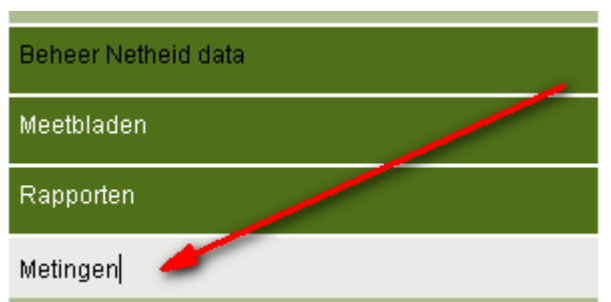 Beheer Netheid data
Meetbladen
Rapporten
Metingen